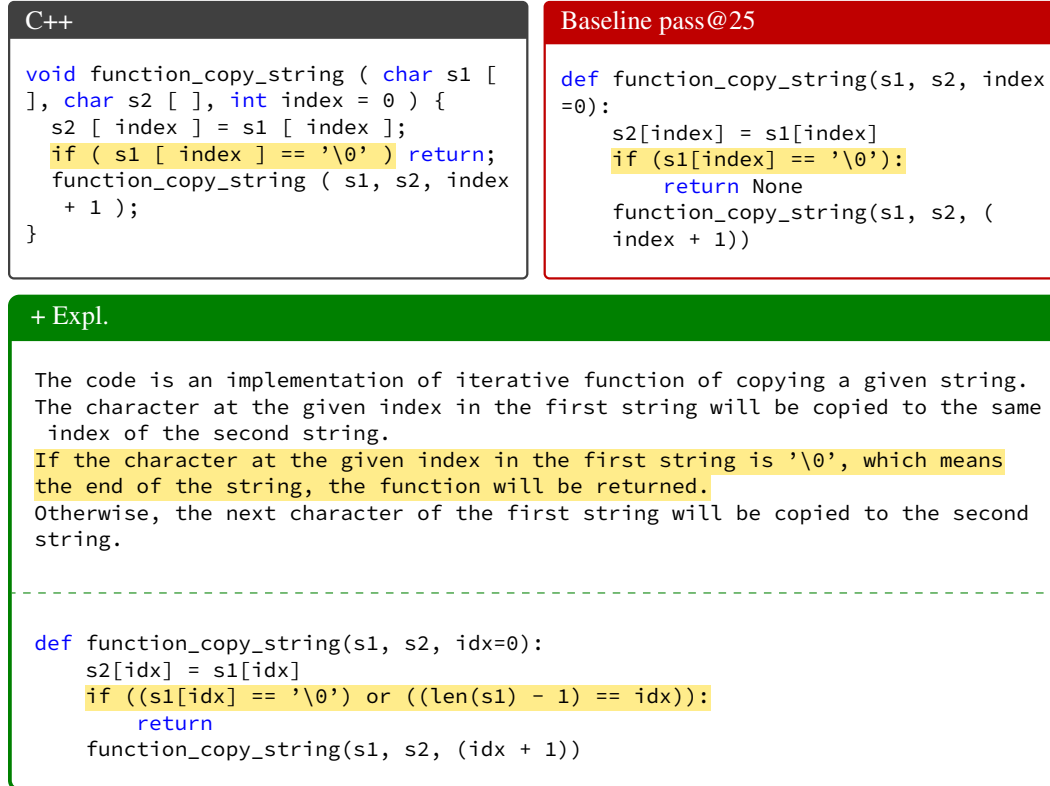 C++
void function_copy_string ( char s1 [
], char s2 [ ], int index = 0 ) {
  s2 [ index ] = s1 [ index ];
  if ( s1 [ index ] == '\0' ) return;
  function_copy_string ( s1, s2, index
   + 1 );
}
Baseline pass@25
def function_copy_string(s1, s2, index
=0):
    s2[index] = s1[index]
    if (s1[index] == '\0'):
        return None
    function_copy_string(s1, s2, (
    index + 1))
+ Expl.
The code is an implementation of iterative function of copying a given string.
The character at the given index in the first string will be copied to the same
 index of the second string.
If the character at the given index in the first string is ’\0’, which means
the end of the string, the function will be returned.
Otherwise, the next character of the first string will be copied to the second
string.
def function_copy_string(s1, s2, idx=0):
    s2[idx] = s1[idx]
    if ((s1[idx] == '\0') or ((len(s1) - 1) == idx)):
        return
    function_copy_string(s1, s2, (idx + 1))